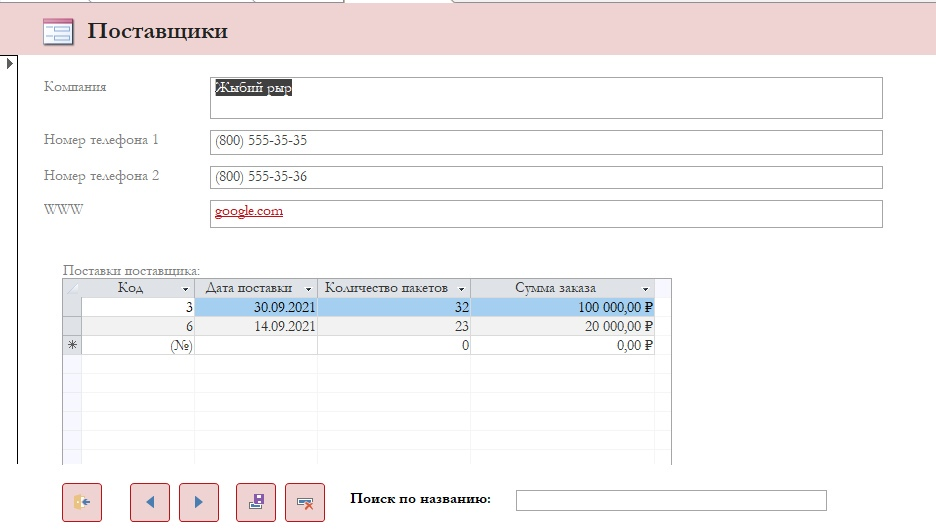 Поставщики
Компания Жыбий рыр
Номер телефона 1 (800) 555-35-35
Номер телефона 2 (800) 555-35-36
WWW google.com
Поставки поставщика:
Код Дата поставки Количество пакетов Сумма заказа
3 30.09.2021 32 100 000,00 ₽
6 14.09.2021 23 20 000,00 ₽
(№) 0 0,00 ₽
Поиск по названию: